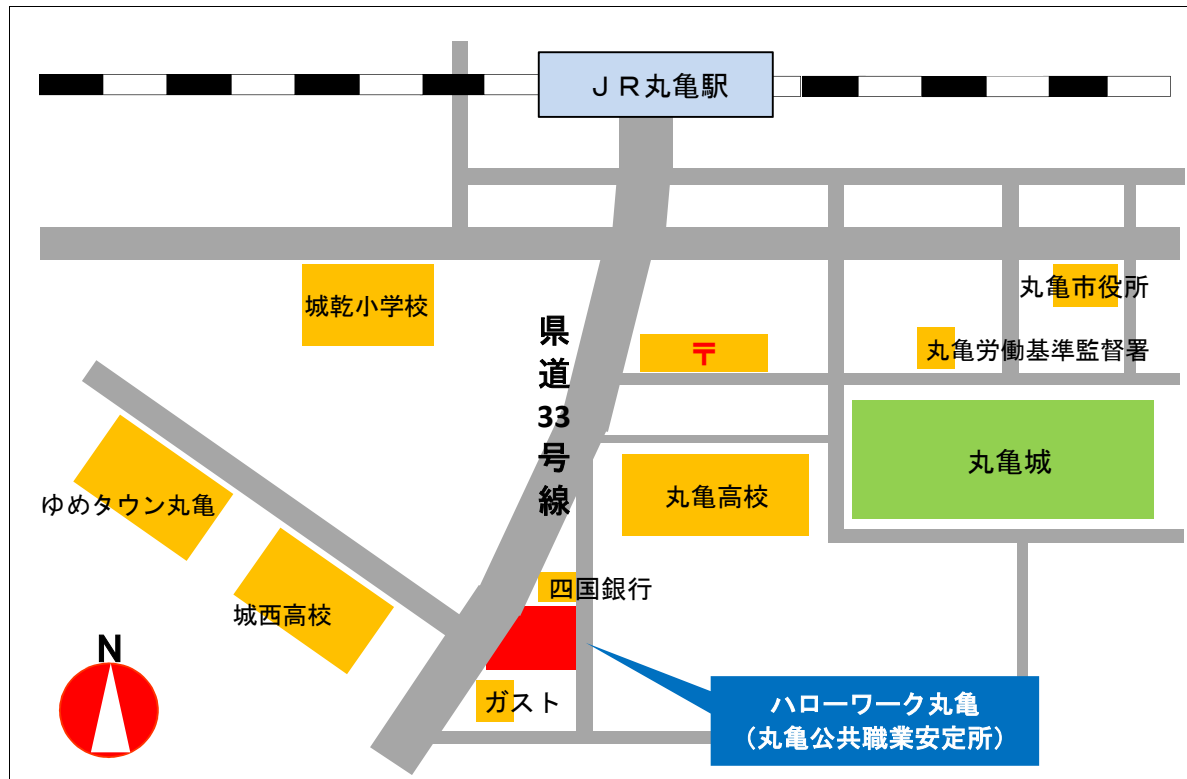 ＪＲ丸亀駅
城乾小学校
丸亀市役所
県道33号線
〒
丸亀労働基準監督署
丸亀城
ゆめタウン丸亀
丸亀高校
四国銀行
城西高校
N
ガスト
ハローワーク丸亀
（丸亀公共職業安定所）